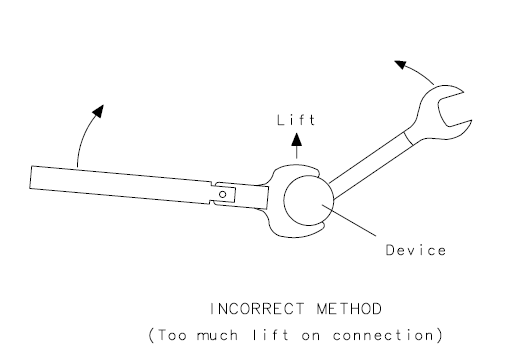 Lift
Device
INCORRECT METHOD
(Too much lift on connection)